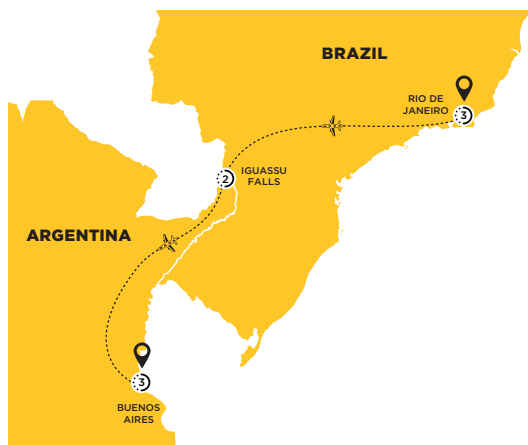 BRAZIL
RIO DE
JANEIRO
3
2
IGUASSU
FALLS
ARGENTINA
3
BUENOS
AIRES